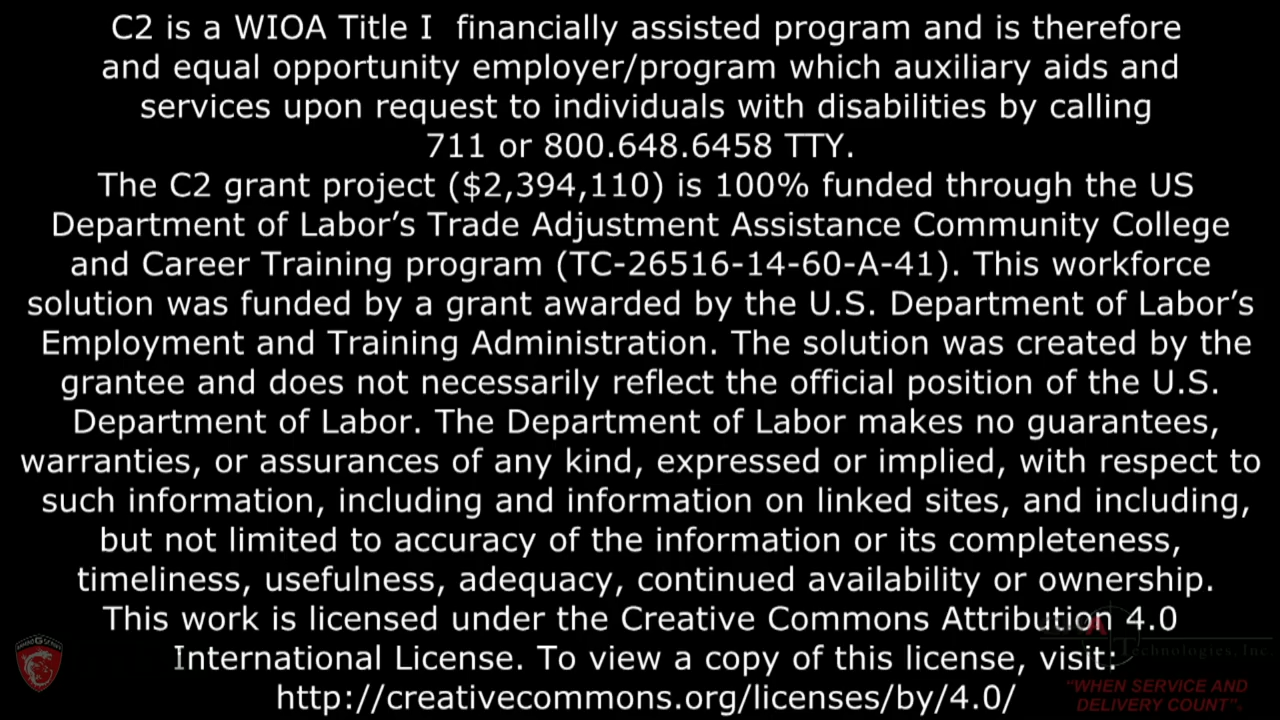 C2 is a WIOA Title I  financially assisted program and is therefore
and equal opportunity employer/program which auxiliary aids and
services upon request to individuals with disabilities by calling
711 or 800.648.6458 TTY.
The C2 grant project ($2,394,110) is 100% funded through the US
Department of Labor’s Trade Adjustment Assistance Community College
and Career Training program (TC-26516-14-60-A-41). This workforce
solution was funded by a grant awarded by the U.S. Department of Labor’s
Employment and Training Administration. The solution was created by the
grantee and does not necessarily reflect the official position of the U.S.
Department of Labor. The Department of Labor makes no guarantees,
warranties, or assurances of any kind, expressed or implied, with respect to
such information, including and information on linked sites, and including,
but not limited to accuracy of the information or its completeness,
timeliness, usefulness, adequacy, continued availability or ownership.
This work is licensed under the Creative Commons Attribution 4.0
International License. To view a copy of this license, visit:
http://creativecommons.org/licenses/by/4.0/
Technologies, Inc.
“WHEN SERVICE AND
DELIVERY COUNT”